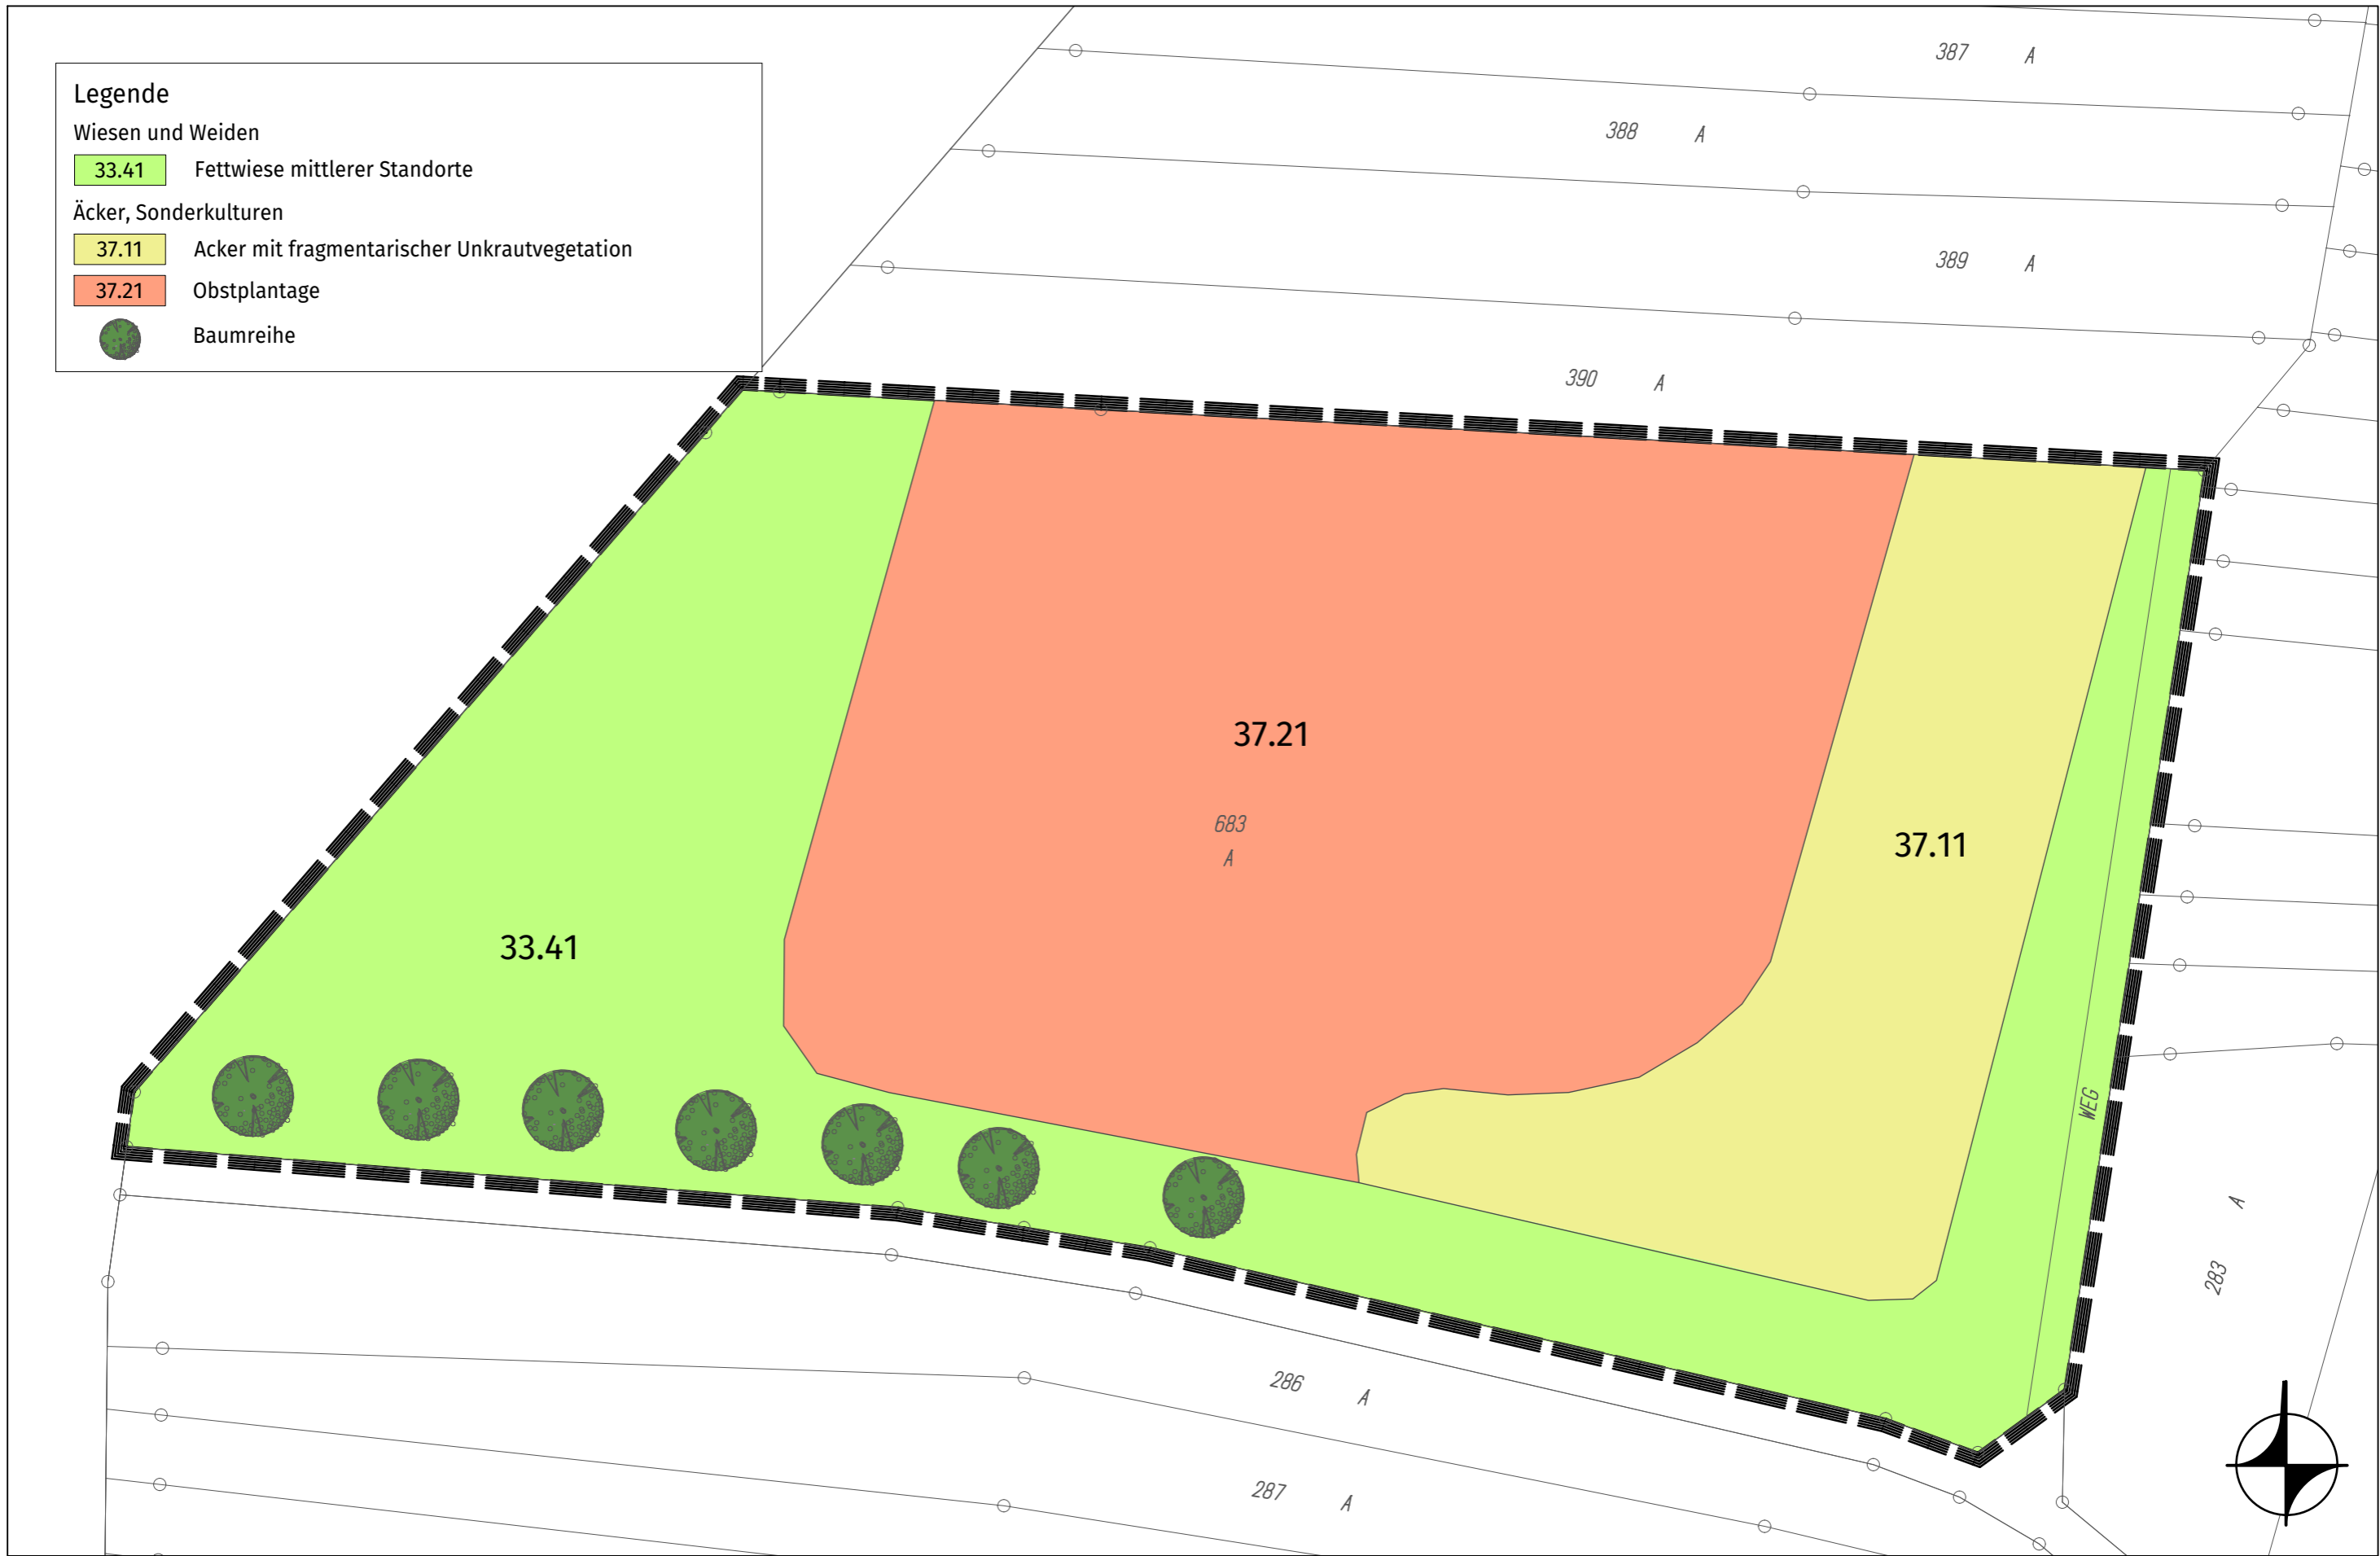 Legende
Wiesen und Weiden
33.41 Fettwiese mittlerer Standorte
Äcker, Sonderkulturen
37.11 Acker mit fragmentarischer Unkrautvegetation
37.21 Obstplantage
Baumreihe
387 A
388 A
389 A
390 A
37.21
683
A
37.11
33.41
WEG
283 A
286 A
287 A